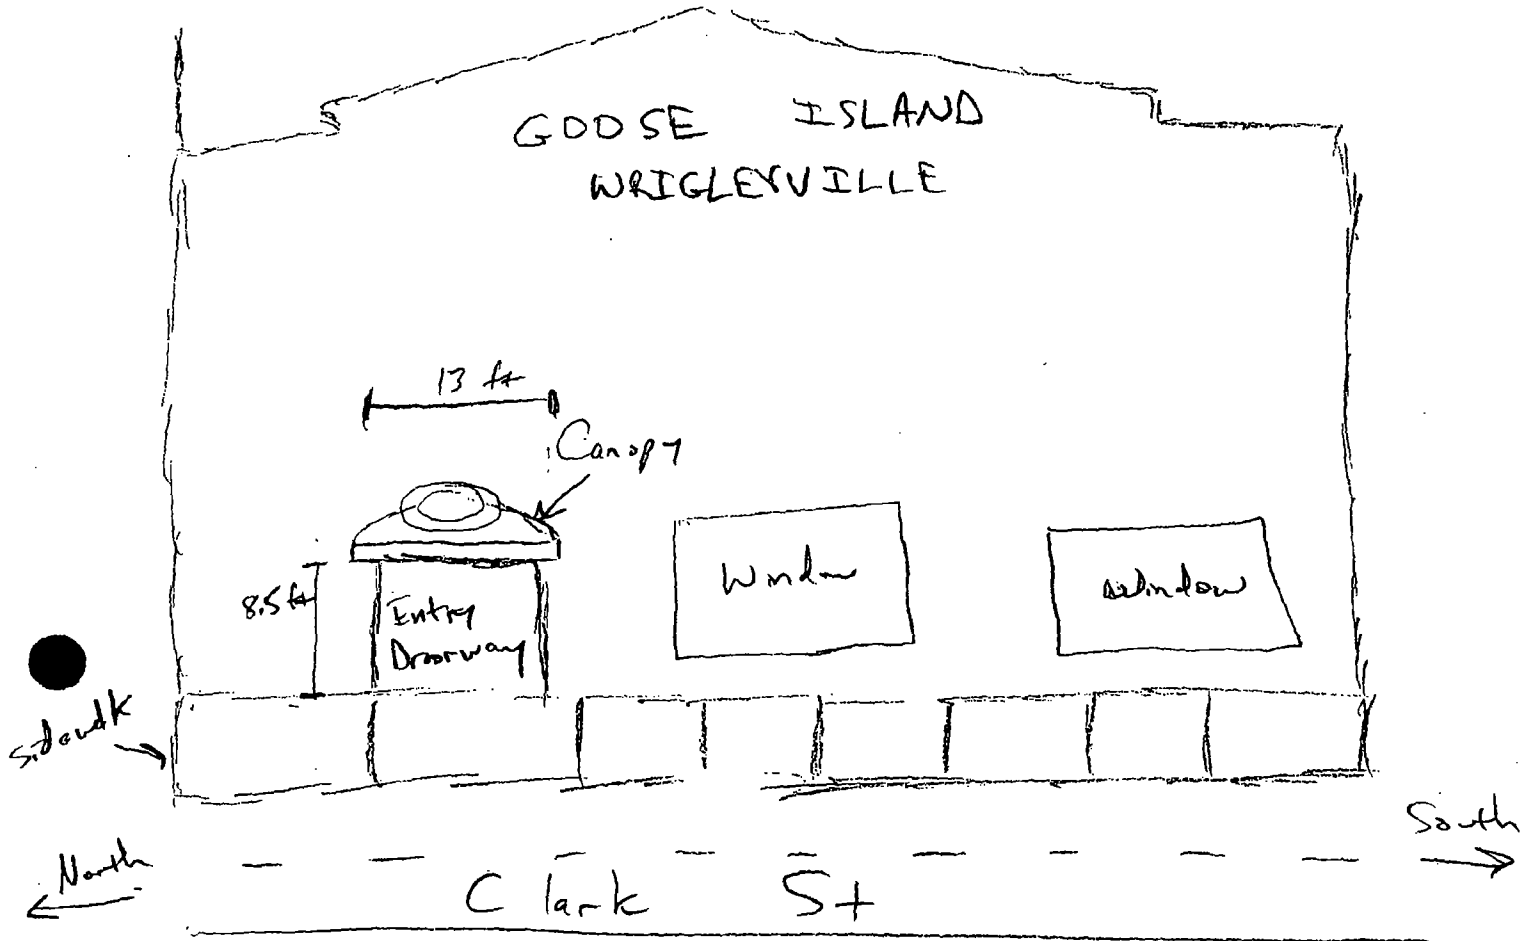 GOOSE ISLAND
WRIGLEYVILLE
13 ft
Canopy
Window
Window
8.5 ft
Entry
Doorway
Sidewalk
South
North
Clark St